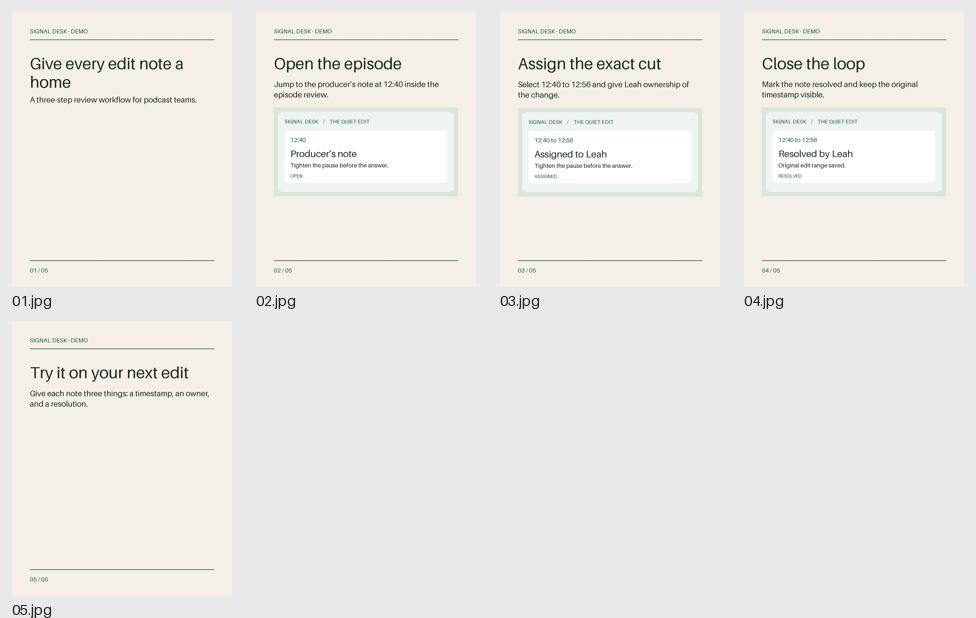 SIGNAL DESK · DEMO
Give every edit note a
home
A three-step review workflow for podcast teams.
01 / 05
01.jpg
SIGNAL DESK · DEMO
Open the episode
Jump to the producer's note at 12:40 inside the
episode review.
SIGNAL DESK / THE QUIET EDIT
12:40
Producer's note
Tighten the pause before the answer.
OPEN
02 / 05
02.jpg
SIGNAL DESK · DEMO
Assign the exact cut
Select 12:40 to 12:56 and give Leah ownership of
the change.
SIGNAL DESK / THE QUIET EDIT
12:40 to 12:56
Assigned to Leah
Tighten the pause before the answer.
ASSIGNED
03 / 05
03.jpg
SIGNAL DESK · DEMO
Close the loop
Mark the note resolved and keep the original
timestamp visible.
SIGNAL DESK / THE QUIET EDIT
12:40 to 12:56
Resolved by Leah
Original edit range saved.
RESOLVED
04 / 05
04.jpg
SIGNAL DESK · DEMO
Try it on your next edit
Give each note three things: a timestamp, an owner,
and a resolution.
05 / 05
05.jpg